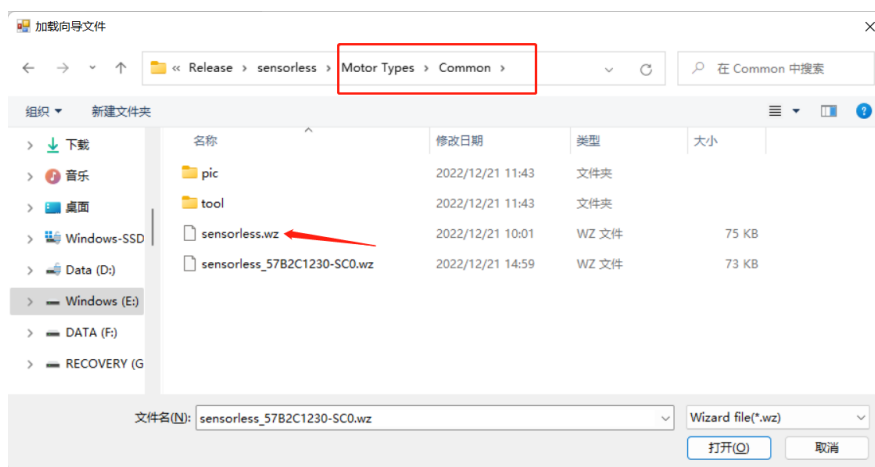 加载向导文件
« Release › sensorless › Motor Types › Common ›
在 Common 中搜索
组织 新建文件夹
名称 修改日期 类型 大小
下载
音乐
桌面
Windows-SSD
Data (D:)
Windows (E:)
DATA (F:)
RECOVERY (G
pic 2022/12/21 11:43 文件夹
tool 2022/12/21 11:43 文件夹
sensorless.wz 2022/12/21 10:01 WZ 文件 75 KB
sensorless_57B2C1230-SC0.wz 2022/12/21 14:59 WZ 文件 73 KB
文件名(N): sensorless_57B2C1230-SC0.wz Wizard file(*.wz)
打开(O) 取消